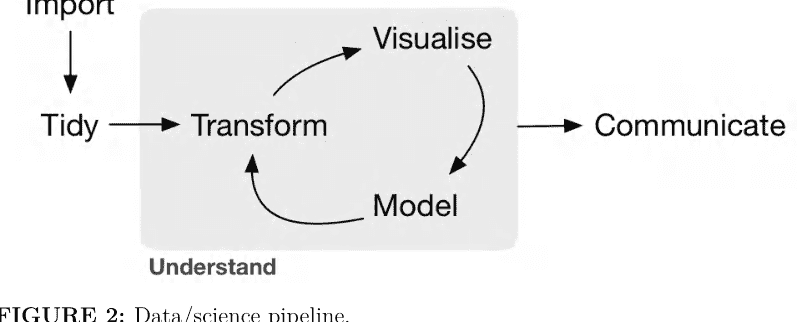 Import
Visualise
Tidy
Transform
Communicate
Model
Understand
FIGURE 2: Data/science pipeline.